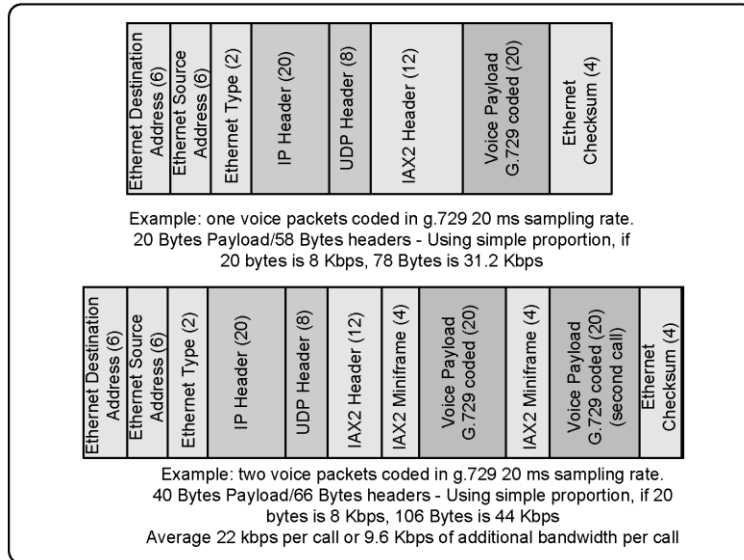 Ethernet Destination
Address (6)
Ethernet Source
Address (6)
Ethernet Type (2)
IP Header (20)
UDP Header (8)
IAX2 Header (12)
Voice Payload
G.729 coded (20)
Ethernet
Checksum (4)
Example: one voice packets coded in g.729 20 ms sampling rate.
20 Bytes Payload/58 Bytes headers - Using simple proportion, if
20 bytes is 8 Kbps, 78 Bytes is 31.2 Kbps
Ethernet Destination
Address (6)
Ethernet Source
Address (6)
Ethernet Type (2)
IP Header (20)
UDP Header (8)
IAX2 Header (12)
IAX2 Miniframe (4)
Voice Payload
G.729 coded (20)
IAX2 Miniframe (4)
Voice Payload
G.729 coded (20)
(second call)
Ethernet
Checksum (4)
Example: two voice packets coded in g.729 20 ms sampling rate.
40 Bytes Payload/66 Bytes headers - Using simple proportion, if 20
bytes is 8 Kbps, 106 Bytes is 44 Kbps
Average 22 kbps per call or 9.6 Kbps of additional bandwidth per call